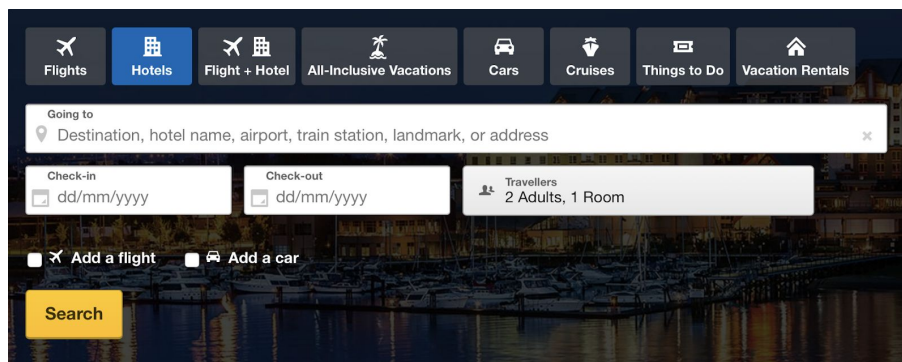 Flights
Hotels
Flight + Hotel
All-Inclusive Vacations
Cars
Cruises
Things to Do
Vacation Rentals
Going to
Destination, hotel name, airport, train station, landmark, or address
Check-in
dd/mm/yyyy
Check-out
dd/mm/yyyy
Travellers
2 Adults, 1 Room
Add a flight
Add a car
Search